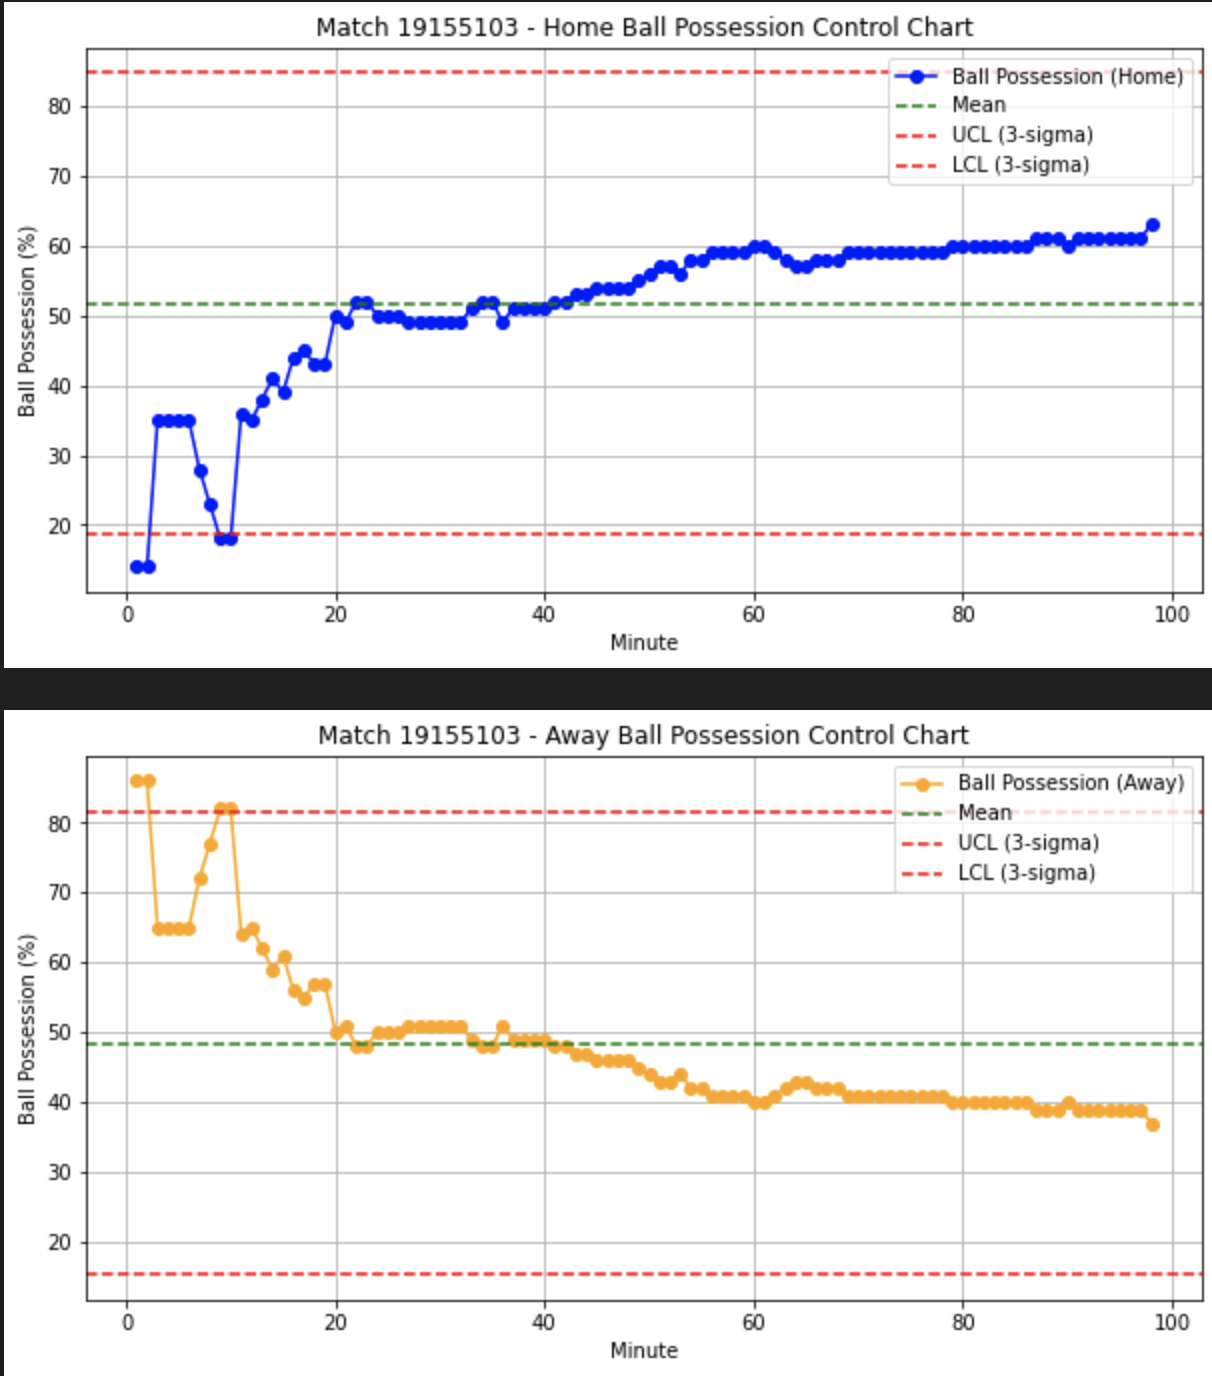 Match 19155103 - Home Ball Possession Control Chart
Ball Possession (Home)
Mean
UCL (3-sigma)
LCL (3-sigma)
80
70
60
50
40
30
20
Ball Possession (%)
0 20 40 60 80 100
Minute
Match 19155103 - Away Ball Possession Control Chart
Ball Possession (Away)
Mean
UCL (3-sigma)
LCL (3-sigma)
80
70
60
50
40
30
20
Ball Possession (%)
0 20 40 60 80 100
Minute